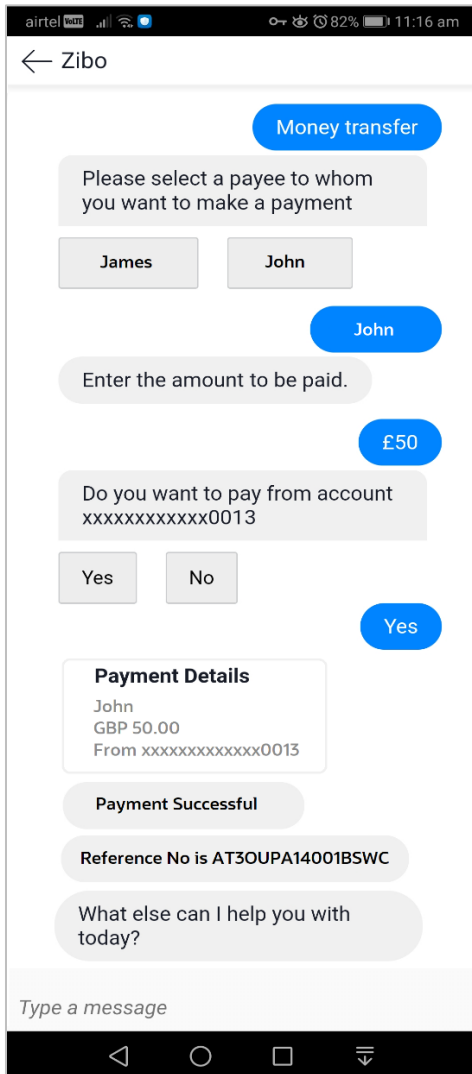 airtel VoLTE 82% 11:16 am
Zibo
Money transfer
Please select a payee to whom
you want to make a payment
James John
John
Enter the amount to be paid.
£50
Do you want to pay from account
xxxxxxxxxxxx0013
Yes No
Yes
Payment Details
John
GBP 50.00
From xxxxxxxxxxxxx0013
Payment Successful
Reference No is AT3OUPA14001BSWC
What else can I help you with
today?
Type a message